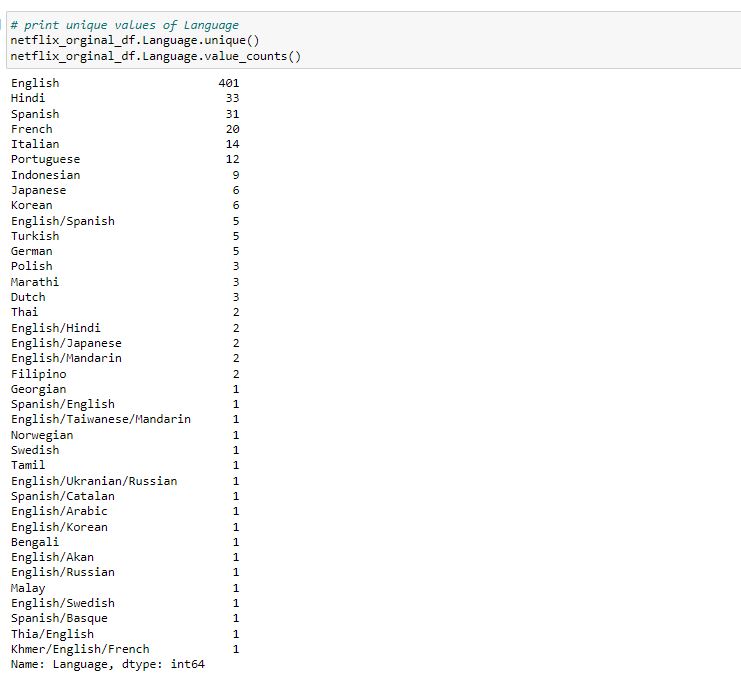 # print unique values of Language
netflix_orginal_df.Language.unique()
netflix_orginal_df.Language.value_counts()
English 401
Hindi 33
Spanish 31
French 20
Italian 14
Portuguese 12
Indonesian 9
Japanese 6
Korean 6
English/Spanish 5
Turkish 5
German 5
Polish 3
Marathi 3
Dutch 3
Thai 2
English/Hindi 2
English/Japanese 2
English/Mandarin 2
Filipino 2
Georgian 1
Spanish/English 1
English/Taiwanese/Mandarin 1
Norwegian 1
Swedish 1
Tamil 1
English/Ukranian/Russian 1
Spanish/Catalan 1
English/Arabic 1
English/Korean 1
Bengali 1
English/Akan 1
English/Russian 1
Malay 1
English/Swedish 1
Spanish/Basque 1
Thia/English 1
Khmer/English/French 1
Name: Language, dtype: int64